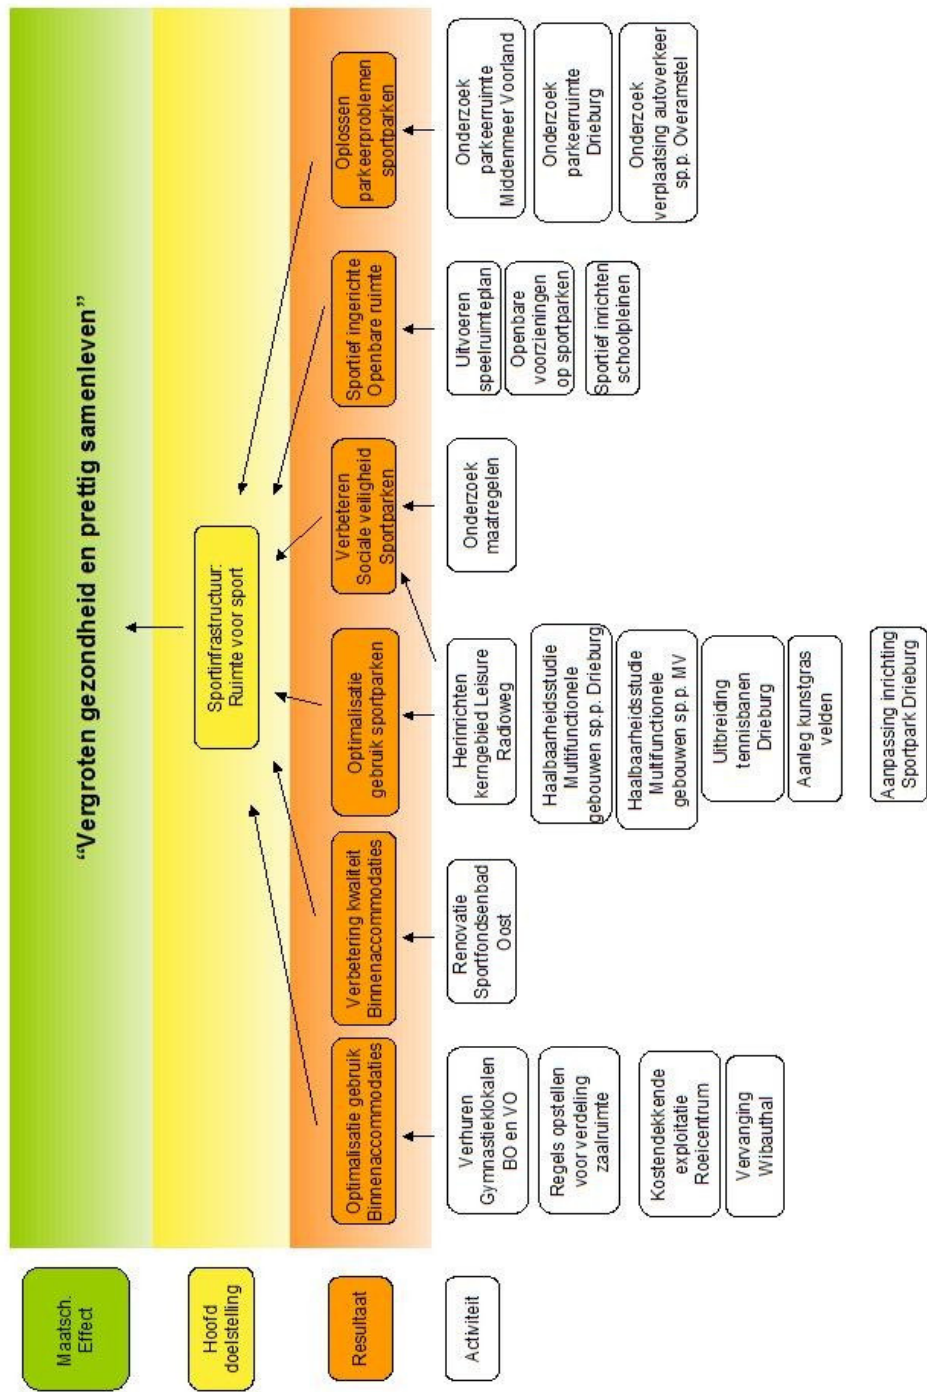 Maatsch.
Effect
"Vergroten gezondheid en prettig samenleven"
Hoofd
doelstelling
Sportinfrastructuur:
Ruimte voor sport
Resultaat
Optimalisatie gebruik
Binnenaccommodaties
Verbetering kwaliteit
Binnenaccommodaties
Optimalisatie
gebruik sportparken
Verbeteren
Sociale veiligheid
Sportparken
Sportief ingerichte
Openbare ruimte
Oplossen
parkeerproblemen
sportparken
Activiteit
Verhuren
Gymnastieklokalen
BO en VO
Regels opstellen
voor verdeling
zaalruimte
Kostendekkende
exploitatie
Roeicentrum
Vervanging
Wibauthal
Renovatie
Sportfondsenbad
Oost
Herinrichten
kerngebied Leisure
Radioweg
Haalbaarheidsstudie
Multifunctionele
gebouwen sp.p. Drieburg
Haalbaarheidsstudie
Multifunctionele
gebouwen sp.p. MV
Uitbreiding
tennisbanen
Drieburg
Aanleg kunstgras
velden
Aanpassing inrichting
Sportpark Drieburg
Onderzoek
maatregelen
Uitvoeren
speelruimteplan
Openbare
voorzieningen
op sportparken
Sportief inrichten
schoolpleinen
Onderzoek
parkeerruimte
Middenmeer Voorland
Onderzoek
parkeerruimte
Drieburg
Onderzoek
verplaatsing autoverkeer
sp.p. Overamstel